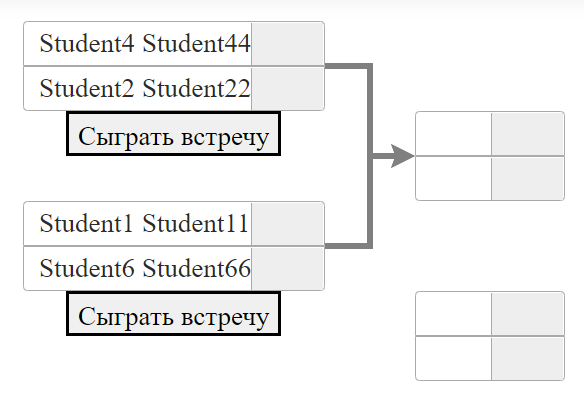 Student4 Student44
Student2 Student22
Сыграть встречу
Student1 Student11
Student6 Student66
Сыграть встречу